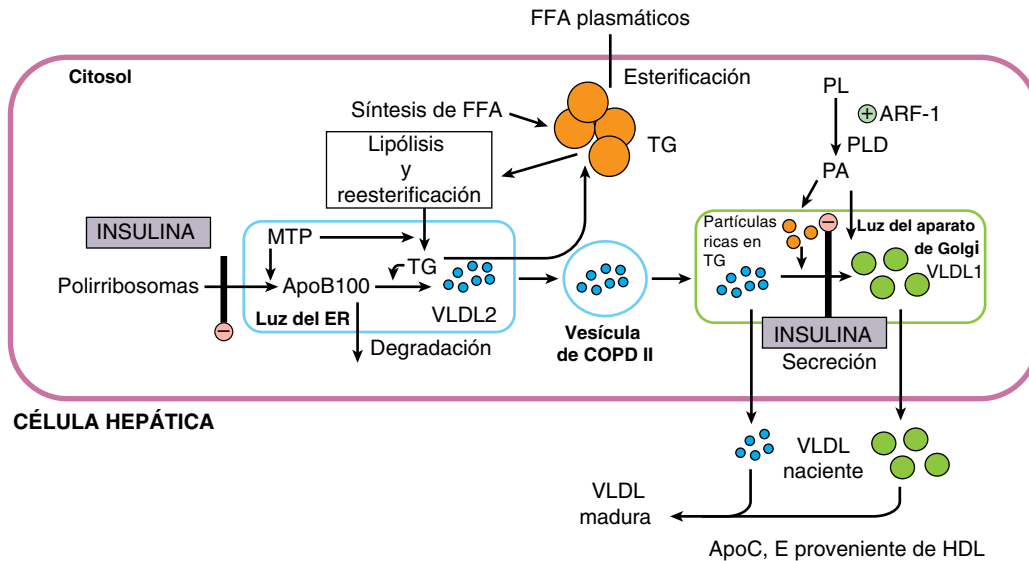 FFA plasmáticos
Citosol
Esterificación
Síntesis de FFA
TG
PL
+ ARF-1
PLD
PA
Lipólisis
y
reesterificación
INSULINA
MTP
TG
Polirribosomas
ApoB100
−
Luz del ER
VLDL2
Degradación
Vesícula
de COPD II
Partículas
ricas en
TG
−
Luz del aparato
de Golgi
VLDL1
INSULINA
Secreción
CÉLULA HEPÁTICA
VLDL
naciente
VLDL
madura
ApoC, E proveniente de HDL